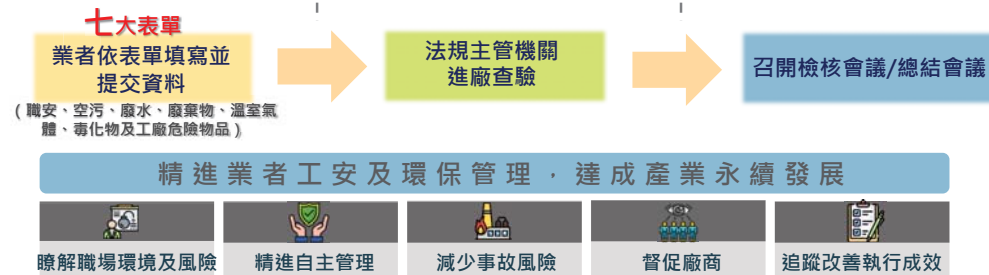 七大表單
業者依表單填寫並
提交資料
(職安、空污、廢水、廢棄物、溫室氣
體、毒化物及工廠危險物品)
法規主管機關
進廠查驗
召開檢核會議/總結會議
精進業者工安及環保管理，達成產業永續發展
瞭解職場環境及風險
精進自主管理
減少事故風險
督促廠商
追蹤改善執行成效